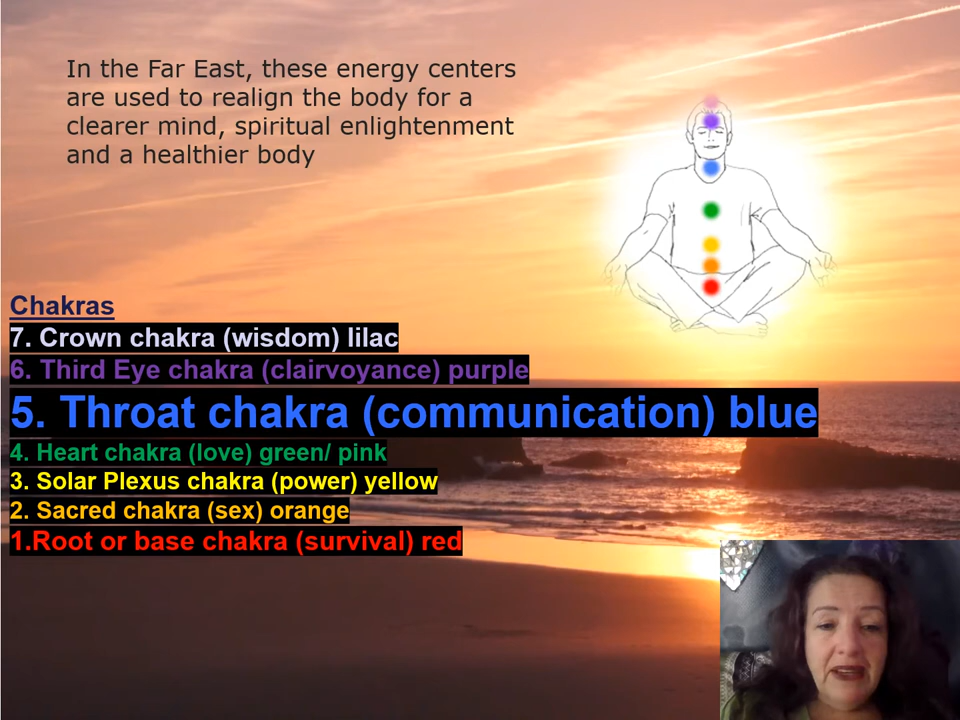 In the Far East, these energy centers
are used to realign the body for a
clearer mind, spiritual enlightenment
and a healthier body
Chakras
7. Crown chakra (wisdom) lilac
6. Third Eye chakra (clairvoyance) purple
5. Throat chakra (communication) blue
4. Heart chakra (love) green/ pink
3. Solar Plexus chakra (power) yellow
2. Sacred chakra (sex) orange
1.Root or base chakra (survival) red